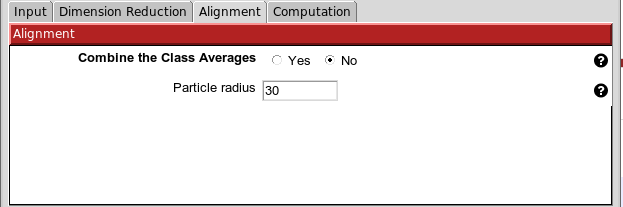 Input Dimension Reduction Alignment Computation
Alignment
Combine the Class Averages Yes No ?
Particle radius 30 ?